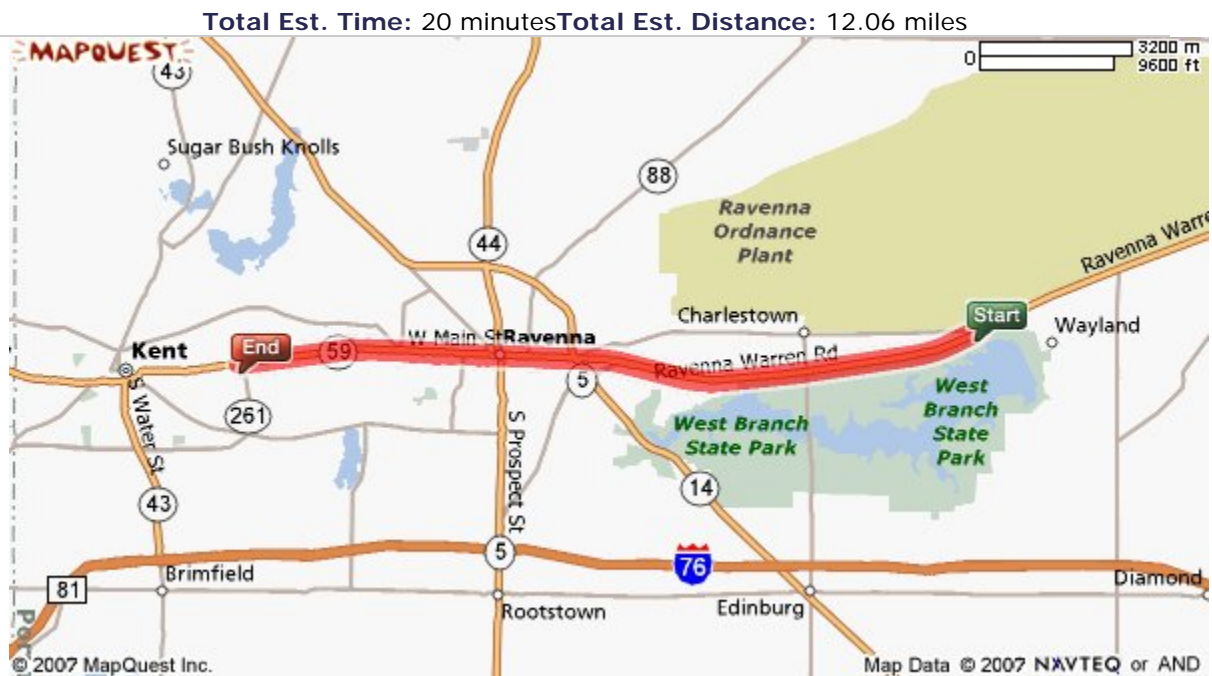 Total Est. Time: 20 minutesTotal Est. Distance: 12.06 miles
MAPQUEST
0
3200 m
9600 ft
43
Sugar Bush Knolls
88
Ravenna
Ordnance
Plant
44
Ravenna Warre
Charlestown
Start
Wayland
W Main St
Ravenna
Kent
End
59
Ravenna Warren Rd
5
261
West Branch
State Park
West
Branch
State
Park
S Water St
S Prospect St
43
14
5
76
Brimfield
Diamond
81
Rootstown
Edinburg
Por
© 2007 MapQuest Inc.
Map Data © 2007 NAVTEQ or AND